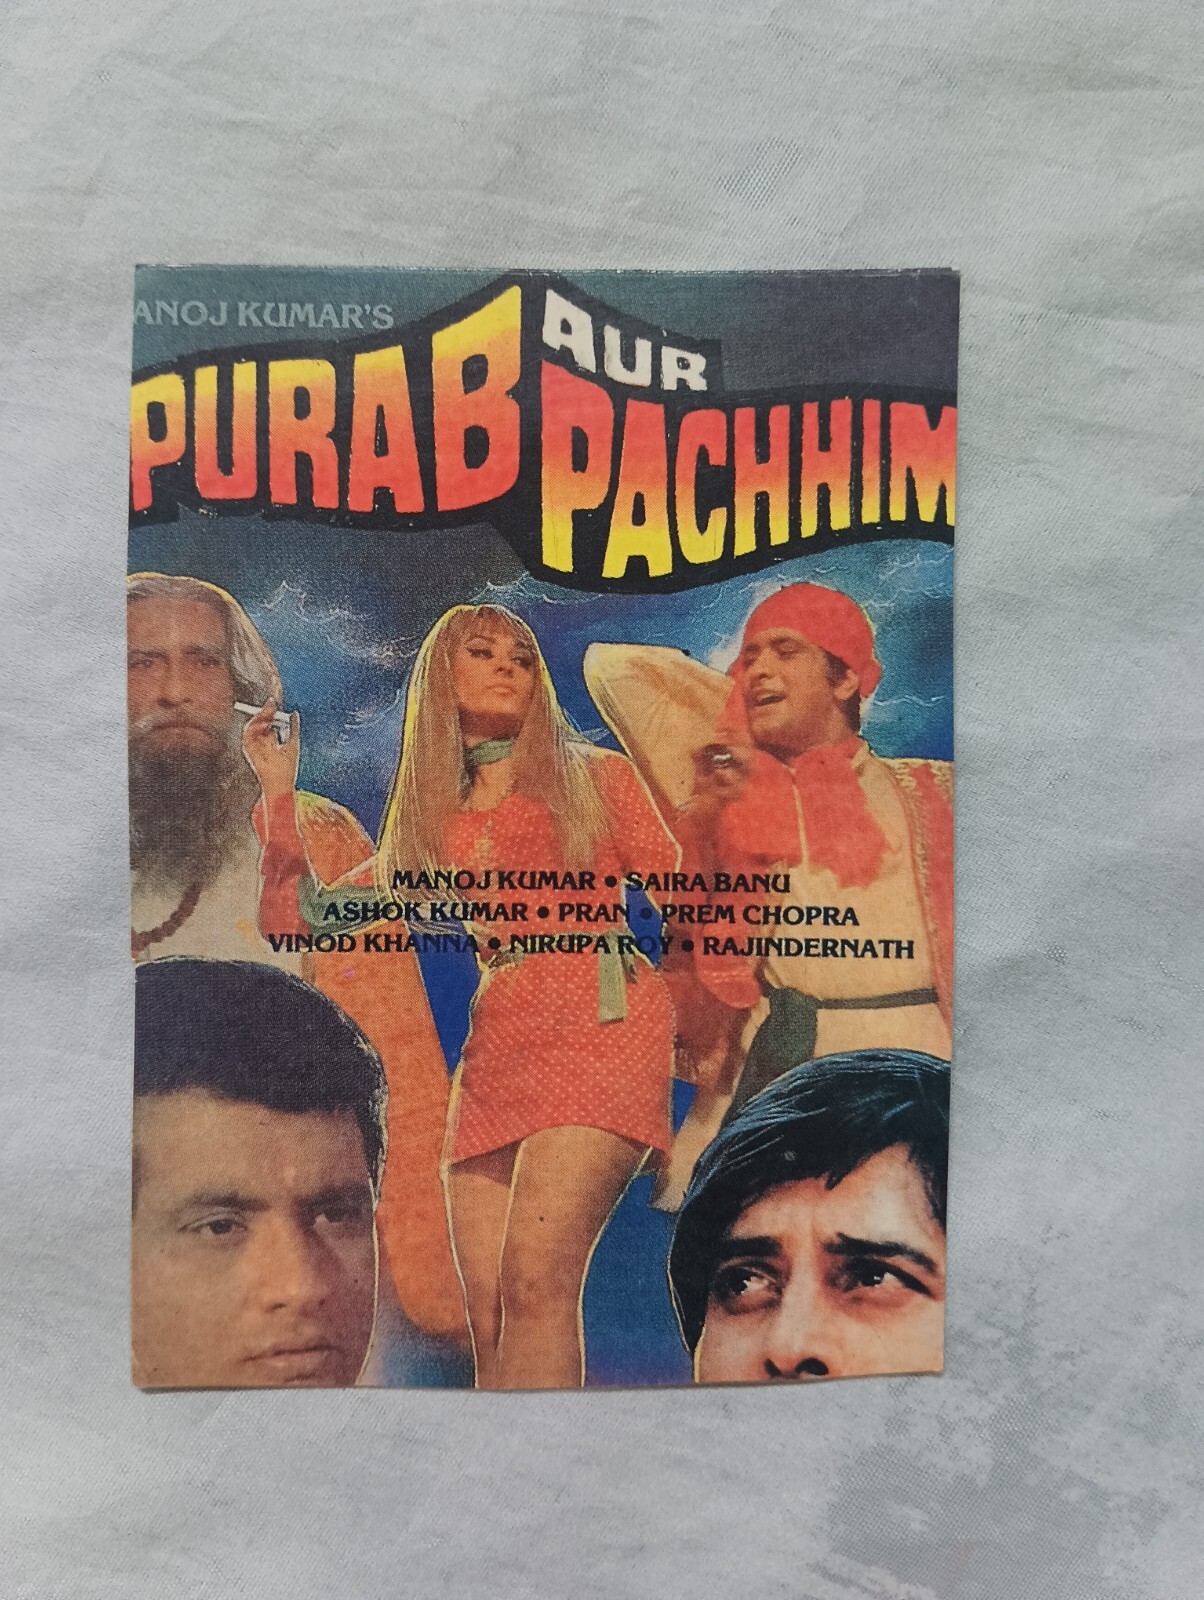 ANOJ KUMAR'S
PURAB AUR PACHHIM
MANOJ KUMAR • SAIRA BANU
ASHOK KUMAR • PRAN • PREM CHOPRA
VINOD KHANNA • NIRUPA ROY • RAJINDERNATH